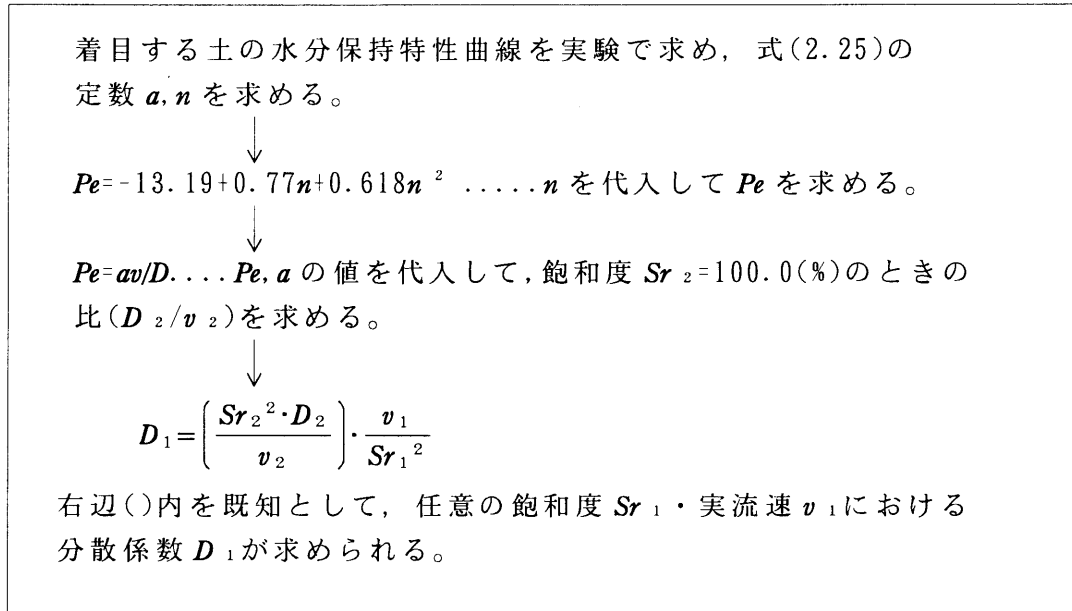 着目する土の水分保持特性曲線を実験で求め，式(2.25)の
定数 a, n を求める。
↓
Pe=-13.19+0.77n+0.618n² .....n を代入して Pe を求める。
↓
Pe=av/D....Pe, a の値を代入して,飽和度 Sr₂=100.0(%)のときの
比(D₂/v₂)を求める。
↓
D₁=(Sr₂²·D₂/v₂)·v₁/Sr₁²
右辺()内を既知として，任意の飽和度 Sr₁・実流速 v₁における
分散係数 D₁が求められる。